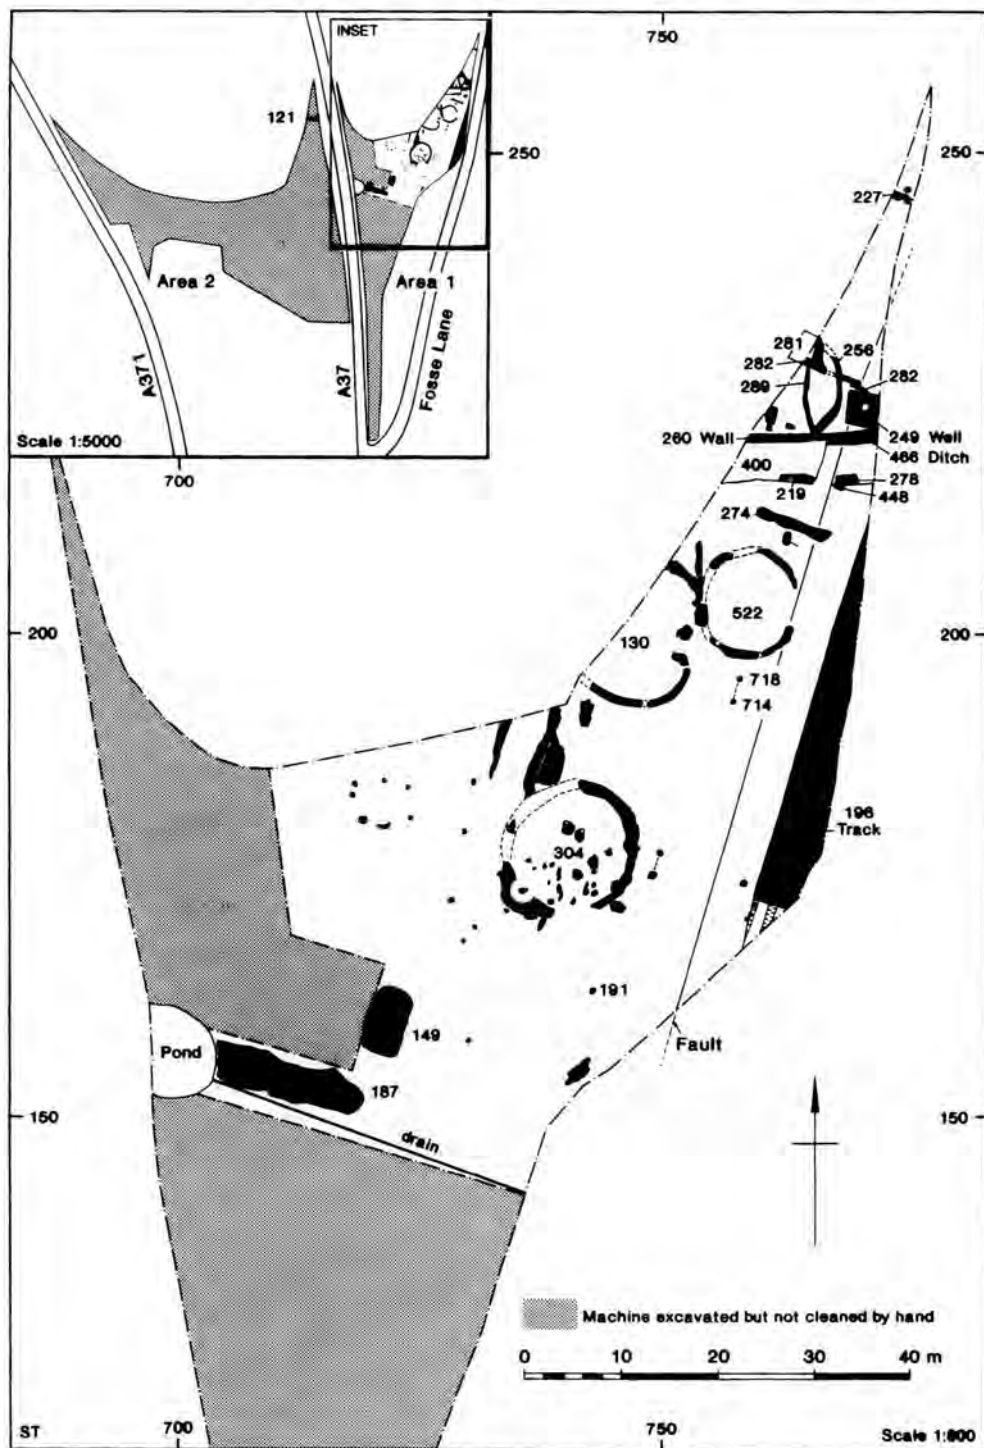 INSET
750
121
250
250
227
Area 2
Area 1
281
256
282
282
289
A371
A37
Fosse Lane
249 Well
Scale 1:5000
260 Wall
466 Ditch
700
400
278
219
448
274
200
522
200
130
718
714
196
Track
304
191
149
Fault
Pond
187
150
150
drain
Machine excavated but not cleaned by hand
0 10 20 30 40 m
ST
700
750
Scale 1:800